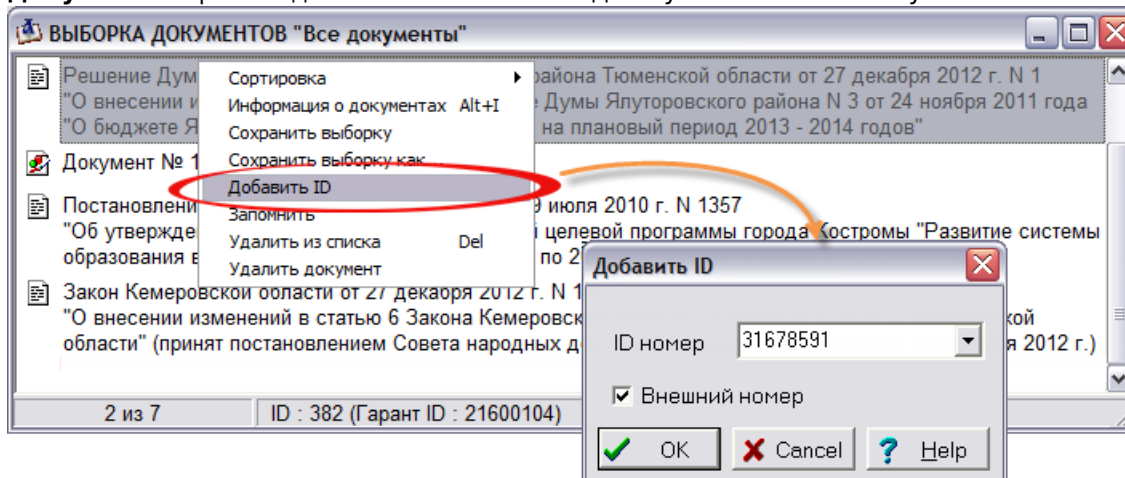 ВЫБОРКА ДОКУМЕНТОВ "Все документы"
Решение Дум
района Тюменской области от 27 декабря 2012 г. N 1
"О внесении и
е Думы Ялуторовского района N 3 от 24 ноября 2011 года
"О бюджете Я
на плановый период 2013 - 2014 годов"
Документ № 1
Постановлени
9 июля 2010 г. N 1357
"Об утвержде
й целевой программы города Костромы "Развитие системы
образования в
по 2
Закон Кемеровской области от 27 декабря 2012 г. N 1
"О внесении изменений в статью 6 Закона Кемеровск
кой
области" (принят постановлением Совета народных д
я 2012 г.)
2 из 7
ID : 382 (Гарант ID : 21600104)
Сортировка
Информация о документах Alt+I
Сохранить выборку
Сохранить выборку как...
Добавить ID
Запомнить
Удалить из списка Del
Удалить документ
Добавить ID
ID номер 31678591
Внешний номер
OK
Cancel
Help